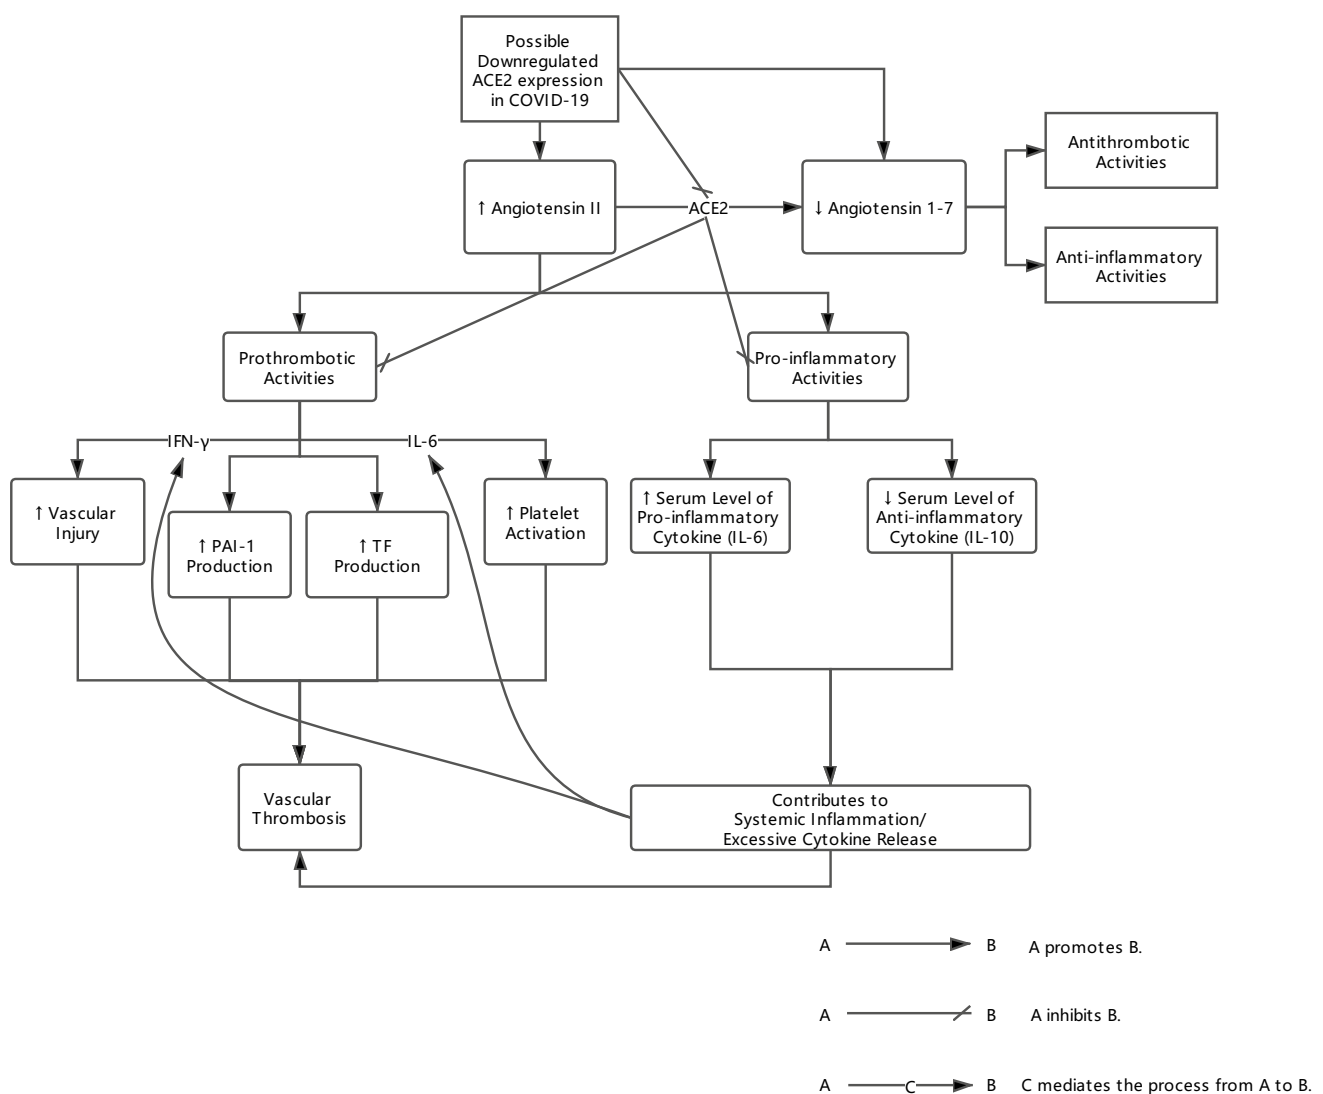 Possible
Downregulated
ACE2 expression
in COVID-19
Antithrombotic
Activities
↑ Angiotensin II
ACE2
↓ Angiotensin 1-7
Anti-inflammatory
Activities
Prothrombotic
Activities
Pro-inflammatory
Activities
IFN-γ
IL-6
↑ Vascular
Injury
↑ PAI-1
Production
↑ TF
Production
↑ Platelet
Activation
↑ Serum Level of
Pro-inflammatory
Cytokine (IL-6)
↓ Serum Level of
Anti-inflammatory
Cytokine (IL-10)
Vascular
Thrombosis
Contributes to
Systemic Inflammation/
Excessive Cytokine Release
A B A promotes B.
A B A inhibits B.
A C B C mediates the process from A to B.